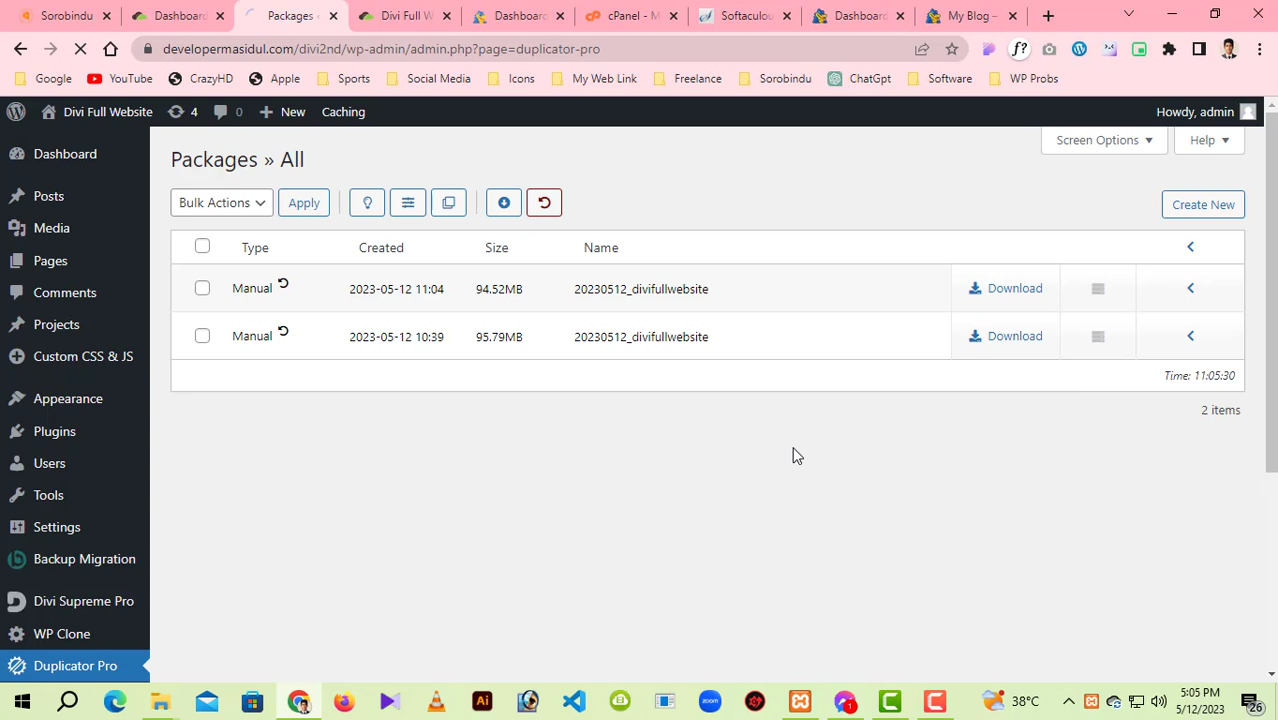 Sorobindu
Dashboard
Packages
Divi Full W
Dashboard
cPanel - M
Softaculou
Dashboard
My Blog –
developermasidul.com/divi2nd/wp-admin/admin.php?page=duplicator-pro
Google
YouTube
CrazyHD
Apple
Sports
Social Media
Icons
My Web Link
Freelance
Sorobindu
ChatGpt
Software
WP Probs
Divi Full Website
4
0
New
Caching
Howdy, admin
Dashboard
Posts
Media
Pages
Comments
Projects
Custom CSS & JS
Appearance
Plugins
Users
Tools
Settings
Backup Migration
Divi Supreme Pro
WP Clone
Duplicator Pro
Screen Options
Help
Packages » All
Bulk Actions
Apply
Create New
Type Created Size Name
Manual 2023-05-12 11:04 94.52MB 20230512_divifullwebsite Download
Manual 2023-05-12 10:39 95.79MB 20230512_divifullwebsite Download
Time: 11:05:30
2 items
Ai
zoom
1
38°C
5:05 PM
5/12/2023
26